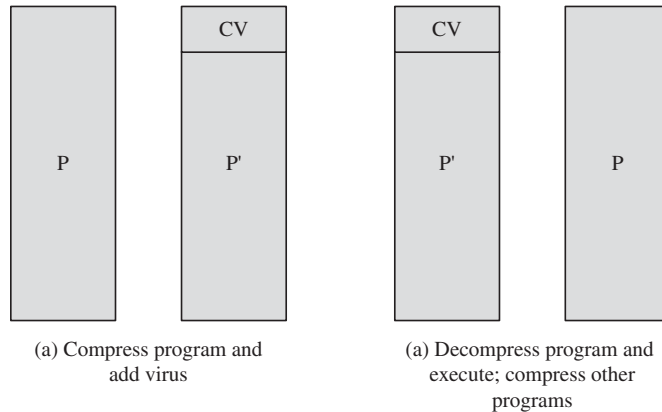 CV
CV
P
P'
P'
P
(a) Compress program and
add virus
(a) Decompress program and
execute; compress other
programs